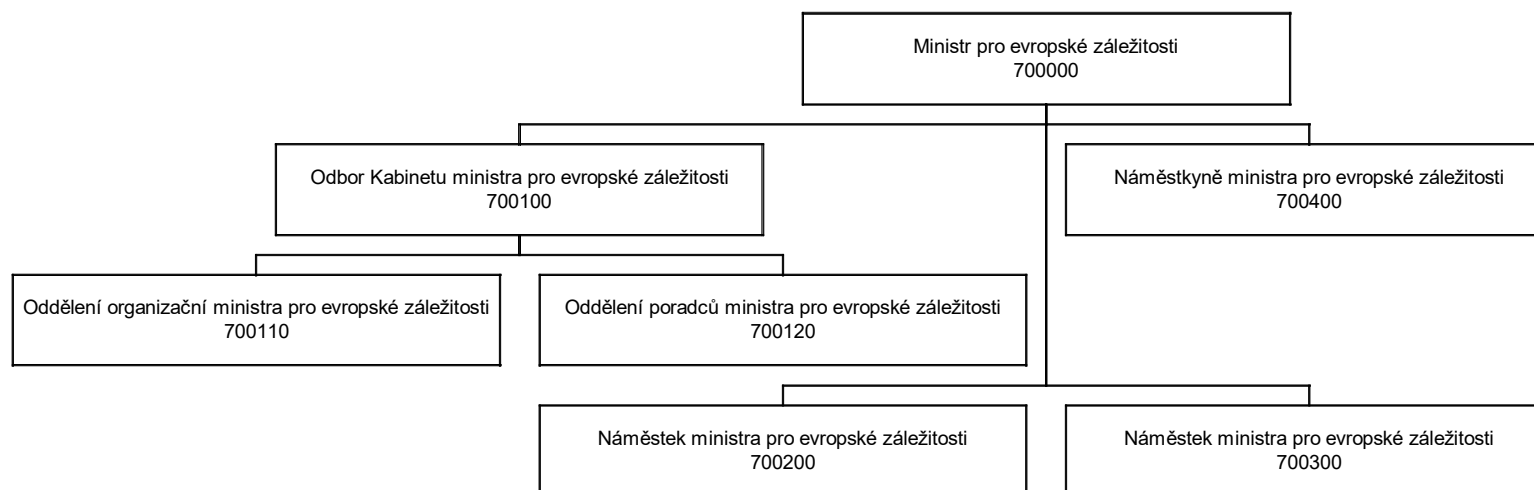 Ministr pro evropské záležitosti
700000
Odbor Kabinetu ministra pro evropské záležitosti
700100
Náměstkyně ministra pro evropské záležitosti
700400
Oddělení organizační ministra pro evropské záležitosti
700110
Oddělení poradců ministra pro evropské záležitosti
700120
Náměstek ministra pro evropské záležitosti
700200
Náměstek ministra pro evropské záležitosti
700300